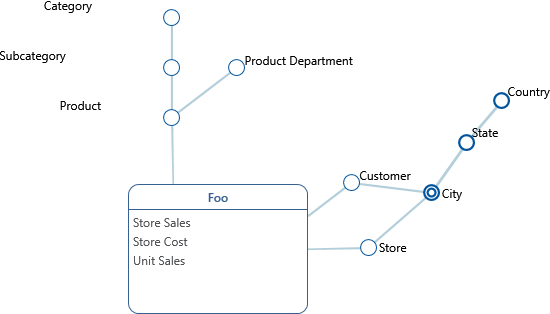 Category
Subcategory
Product Department
Product
Country
State
Customer
City
Store
Foo
Store Sales
Store Cost
Unit Sales